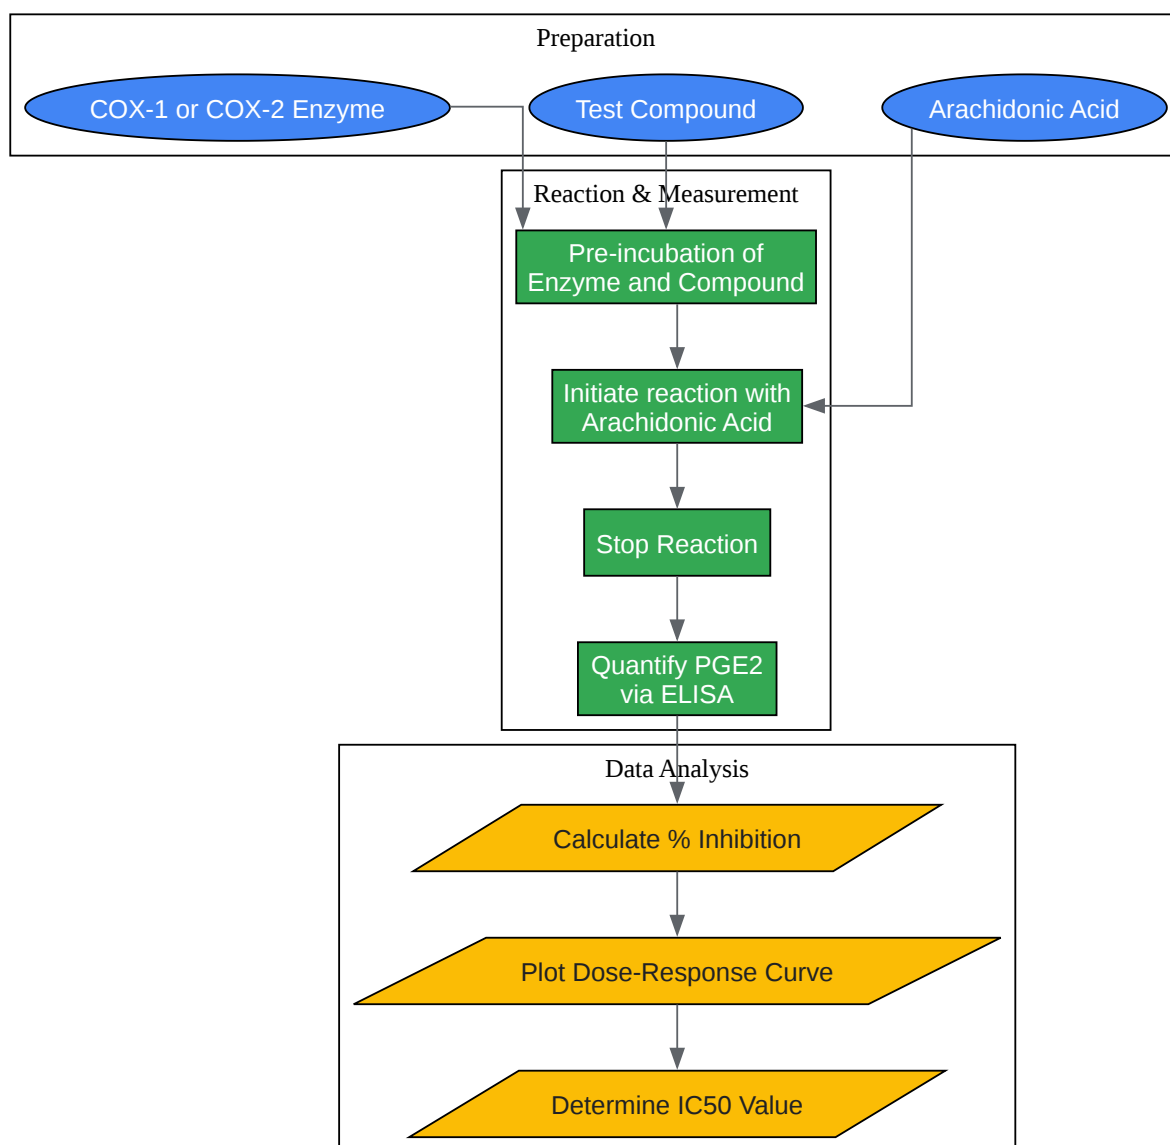 Preparation
COX-1 or COX-2 Enzyme
Test Compound
Arachidonic Acid
Reaction & Measurement
Pre-incubation of
Enzyme and Compound
Initiate reaction with
Arachidonic Acid
Stop Reaction
Quantify PGE2
via ELISA
Data Analysis
Calculate % Inhibition
Plot Dose-Response Curve
Determine IC50 Value